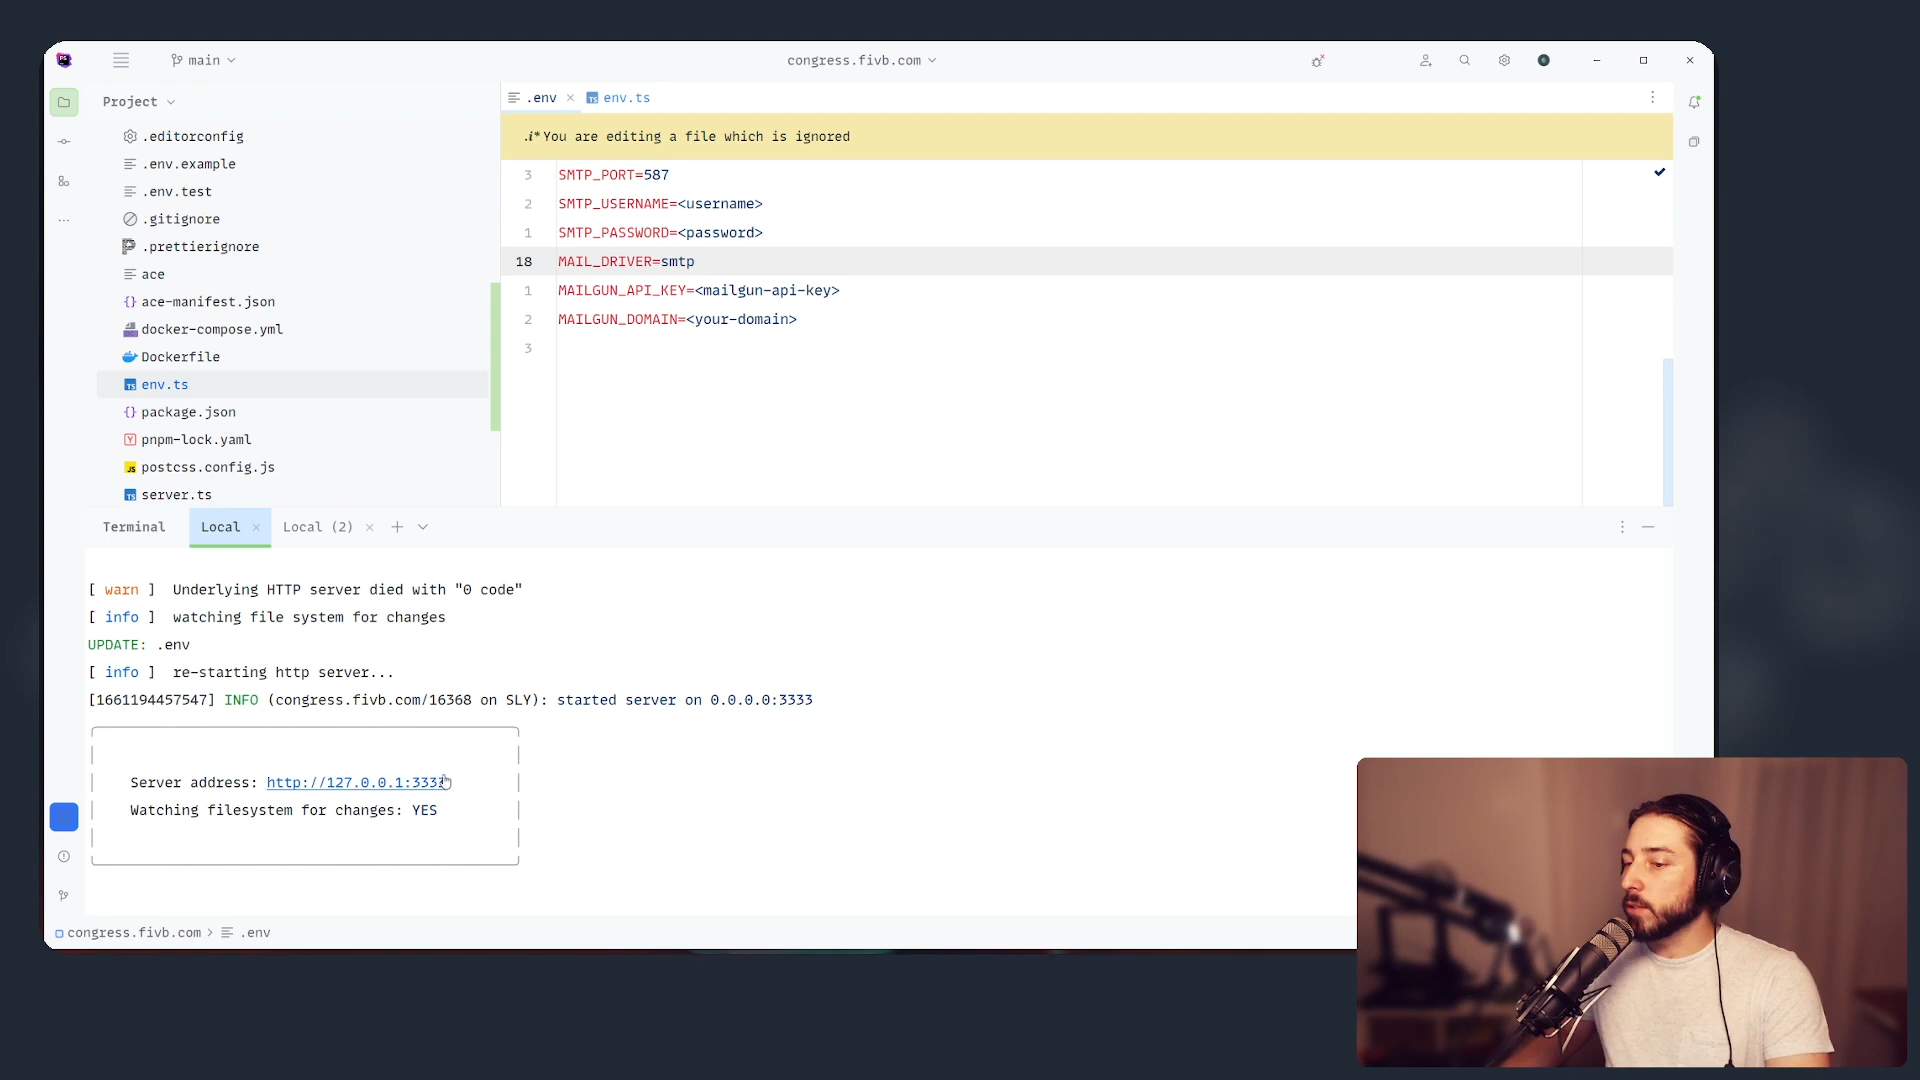 main
congress.fivb.com
Project
.env
env.ts
.editorconfig
.env.example
.env.test
.gitignore
.prettierignore
ace
ace-manifest.json
docker-compose.yml
Dockerfile
env.ts
package.json
pnpm-lock.yaml
postcss.config.js
server.ts
.i* You are editing a file which is ignored
3 SMTP_PORT=587
2 SMTP_USERNAME=<username>
1 SMTP_PASSWORD=<password>
18 MAIL_DRIVER=smtp
1 MAILGUN_API_KEY=<mailgun-api-key>
2 MAILGUN_DOMAIN=<your-domain>
3
Terminal Local Local (2)
[ warn ] Underlying HTTP server died with "0 code"
[ info ] watching file system for changes
UPDATE: .env
[ info ] re-starting http server...
[1661194457547] INFO (congress.fivb.com/16368 on SLY): started server on 0.0.0.0:3333
Server address: http://127.0.0.1:3333
Watching filesystem for changes: YES
congress.fivb.com > .env